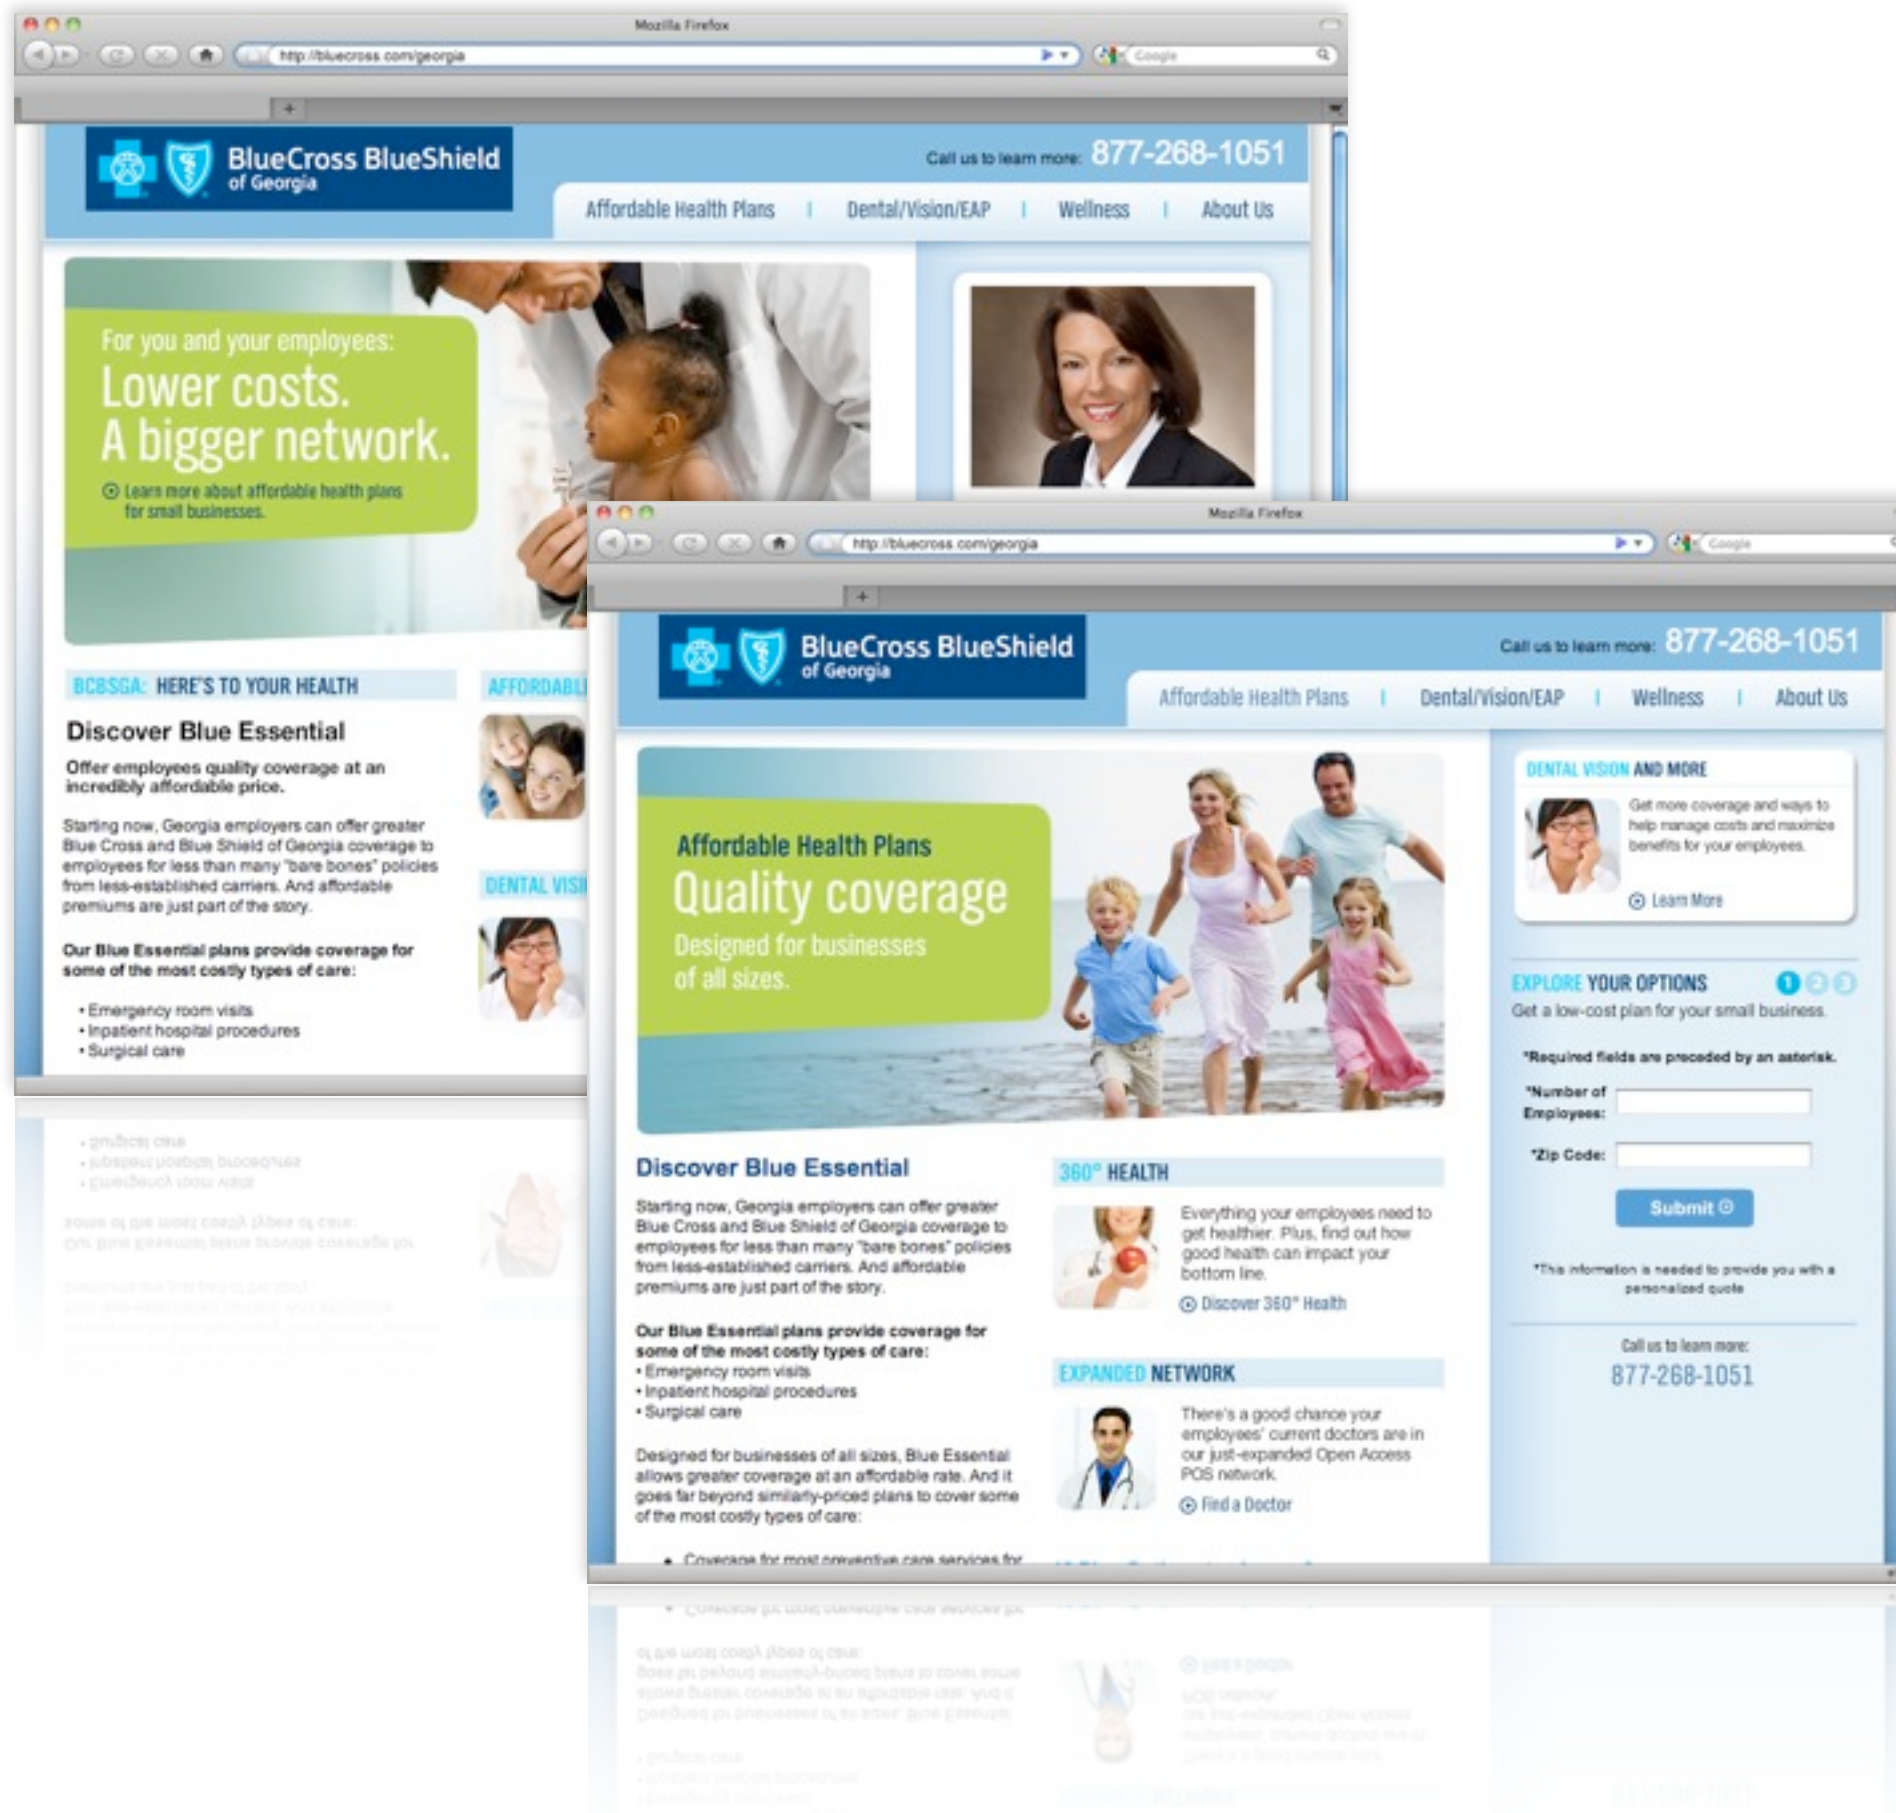 Mozilla Firefox
http://bluecross.com/georgia
Google
BlueCross BlueShield
of Georgia
Call us to learn more: 877-268-1051
Affordable Health Plans | Dental/Vision/EAP | Wellness | About Us
For you and your employees:
Lower costs.
A bigger network.
Learn more about affordable health plans
for small businesses.
BCBSGA: HERE'S TO YOUR HEALTH
Discover Blue Essential
Offer employees quality coverage at an
incredibly affordable price.
Starting now, Georgia employers can offer greater
Blue Cross and Blue Shield of Georgia coverage to
employees for less than many "bare bones" policies
from less-established carriers. And affordable
premiums are just part of the story.
Our Blue Essential plans provide coverage for
some of the most costly types of care:
• Emergency room visits
• Inpatient hospital procedures
• Surgical care
AFFORDABL
DENTAL VISI
Mozilla Firefox
http://bluecross.com/georgia
Google
BlueCross BlueShield
of Georgia
Call us to learn more: 877-268-1051
Affordable Health Plans | Dental/Vision/EAP | Wellness | About Us
Affordable Health Plans
Quality coverage
Designed for businesses
of all sizes.
Discover Blue Essential
Starting now, Georgia employers can offer greater
Blue Cross and Blue Shield of Georgia coverage to
employees for less than many "bare bones" policies
from less-established carriers. And affordable
premiums are just part of the story.
Our Blue Essential plans provide coverage for
some of the most costly types of care:
• Emergency room visits
• Inpatient hospital procedures
• Surgical care
Designed for businesses of all sizes, Blue Essential
allows greater coverage at an affordable rate. And it
goes far beyond similarly-priced plans to cover some
of the most costly types of care:
• Coverage for most preventive care services for
360° HEALTH
Everything your employees need to
get healthier. Plus, find out how
good health can impact your
bottom line.
Discover 360° Health
EXPANDED NETWORK
There's a good chance your
employees' current doctors are in
our just-expanded Open Access
POS network.
Find a Doctor
DENTAL VISION AND MORE
Get more coverage and ways to
help manage costs and maximize
benefits for your employees.
Learn More
EXPLORE YOUR OPTIONS 1 2 3
Get a low-cost plan for your small business.
*Required fields are preceded by an asterisk.
*Number of
Employees:
*Zip Code:
Submit
*This information is needed to provide you with a
personalized quote
Call us to learn more:
877-268-1051